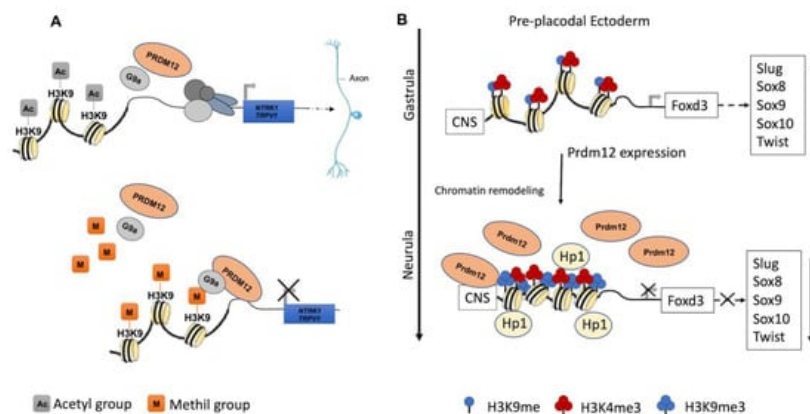 A
PRDM12
G9a
Ac
Ac
Ac
H3K9
H3K9
H3K9
NTRK1
TRPV1
Axon
PRDM12
G9a
M
M
M
M
H3K9
M
H3K9
G9a
PRDM12
M
H3K9
NTRK1
TRPV1
Ac Acetyl group
M Methil group
B
Pre-placodal Ectoderm
Gastrula
Neurula
CNS
Foxd3
Slug
Sox8
Sox9
Sox10
Twist
Prdm12 expression
Chromatin remodeling
Prdm12
Prdm12
Prdm12
Prdm12
Hp1
CNS
Hp1
Hp1
Foxd3
Slug
Sox8
Sox9
Sox10
Twist
H3K9me
H3K4me3
H3K9me3